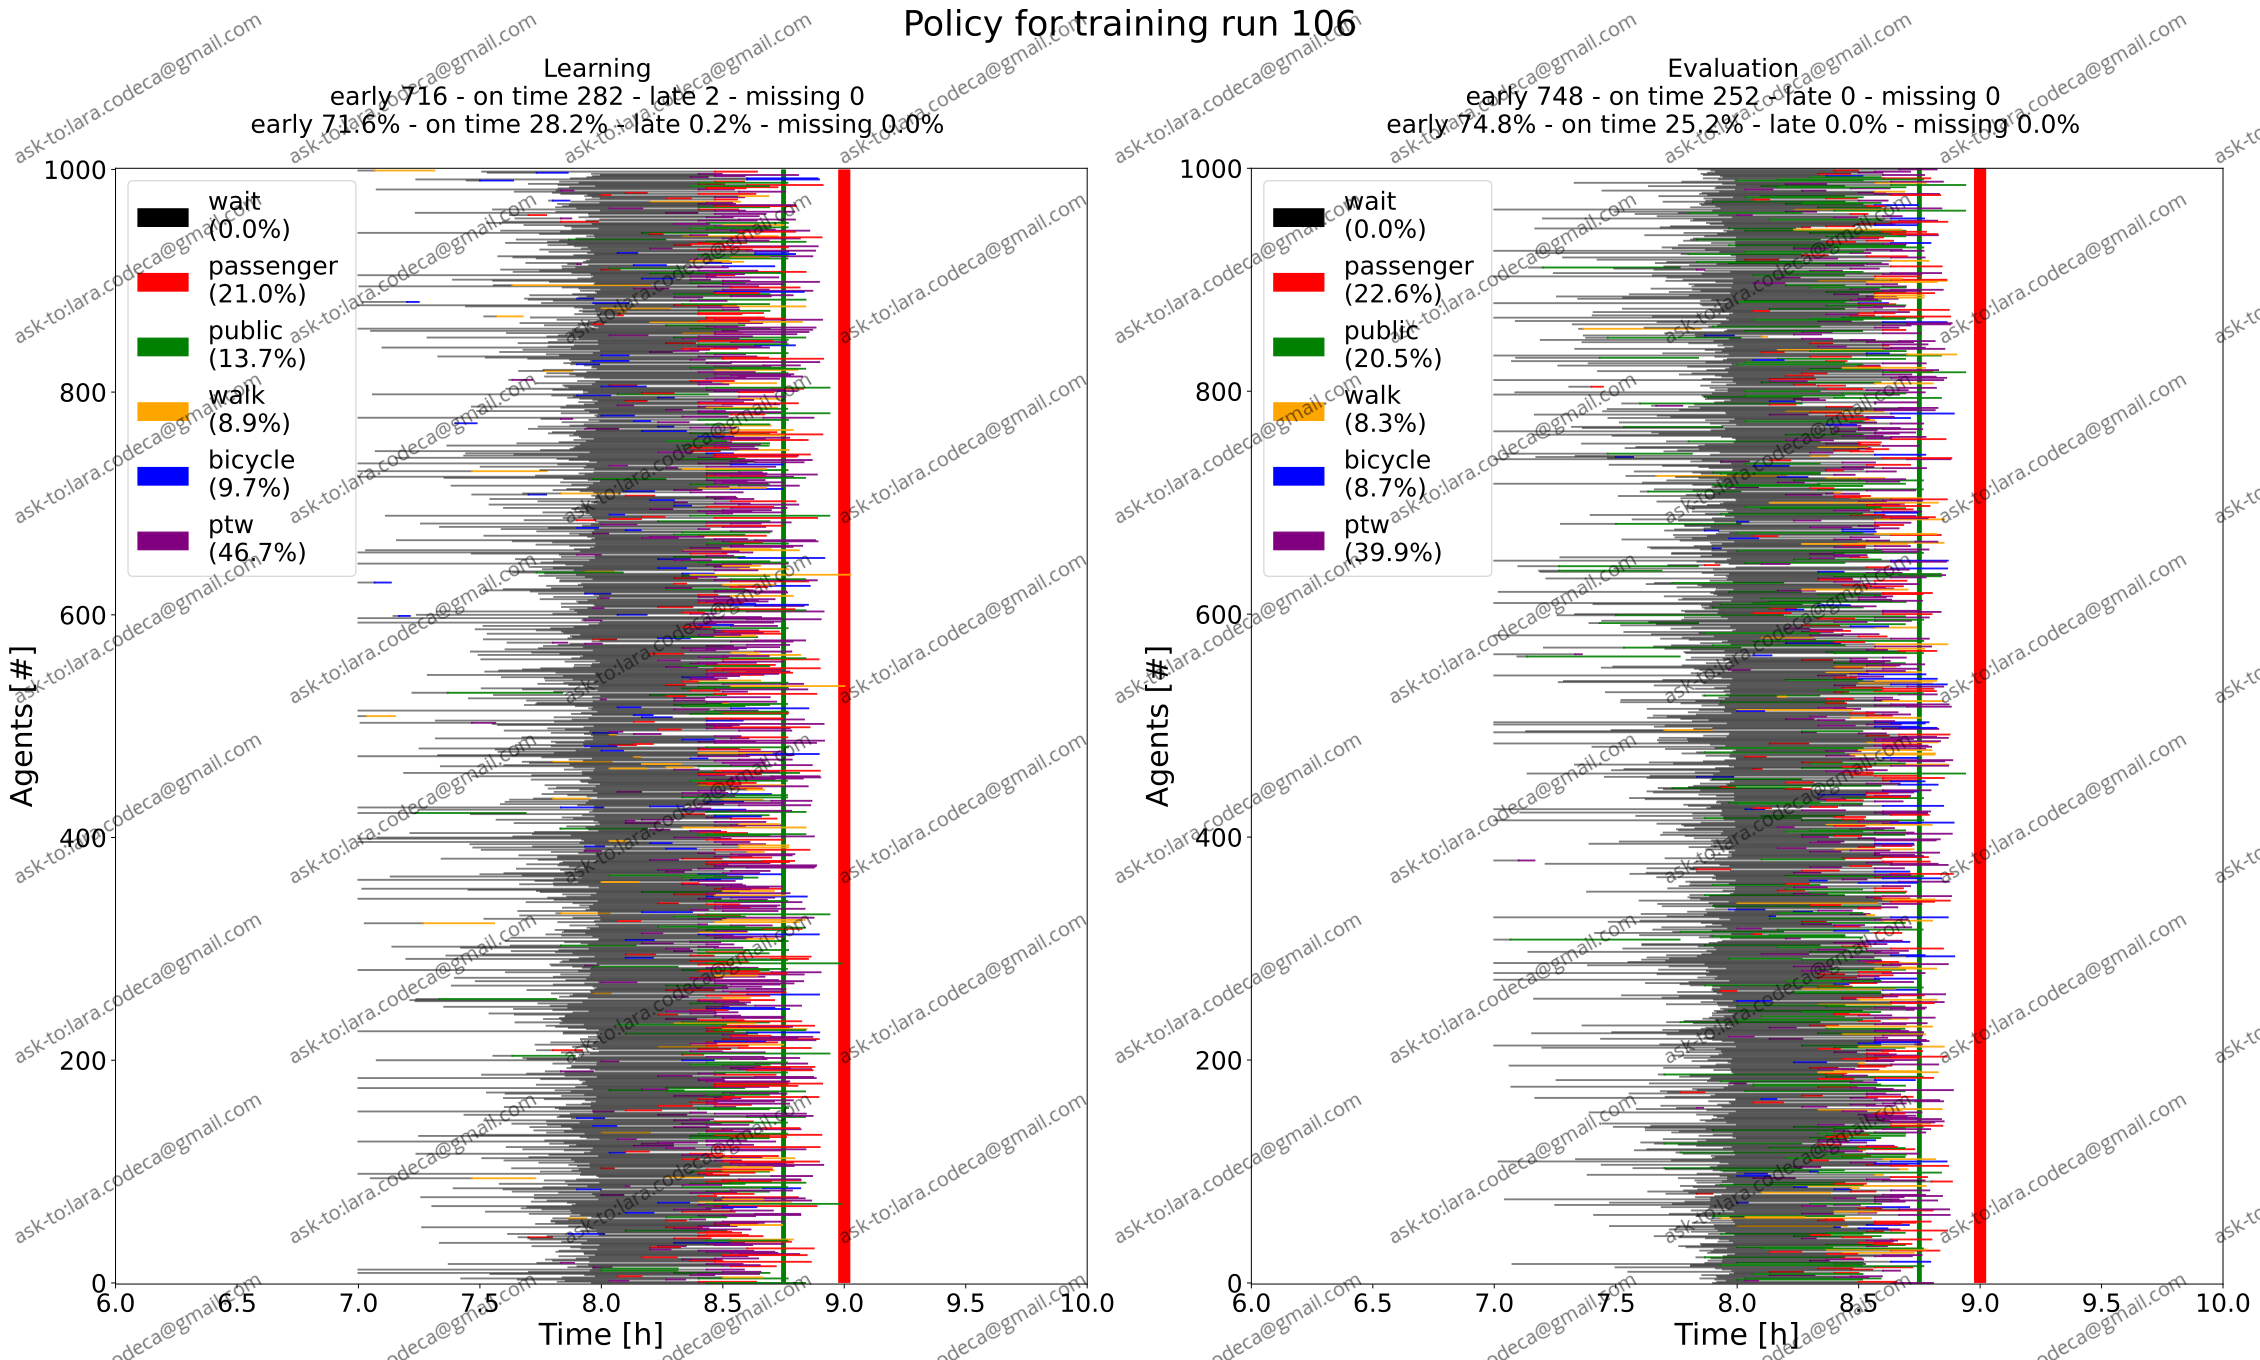 Policy for training run 106
Learning
early 716 - on time 282 - late 2 - missing 0
early 71.6% - on time 28.2% - late 0.2% - missing 0.0%
1000
800
600
400
200
0
Agents [#]
wait
(0.0%)
passenger
(21.0%)
public
(13.7%)
walk
(8.9%)
bicycle
(9.7%)
ptw
(46.7%)
6.0 6.5 7.0 7.5 8.0 8.5 9.0 9.5 10.0
Time [h]
Evaluation
early 748 - on time 252 - late 0 - missing 0
early 74.8% - on time 25.2% - late 0.0% - missing 0.0%
1000
800
600
400
200
0
Agents [#]
wait
(0.0%)
passenger
(22.6%)
public
(20.5%)
walk
(8.3%)
bicycle
(8.7%)
ptw
(39.9%)
6.0 6.5 7.0 7.5 8.0 8.5 9.0 9.5 10.0
Time [h]
ask-to:lara.codeca@gmail.com